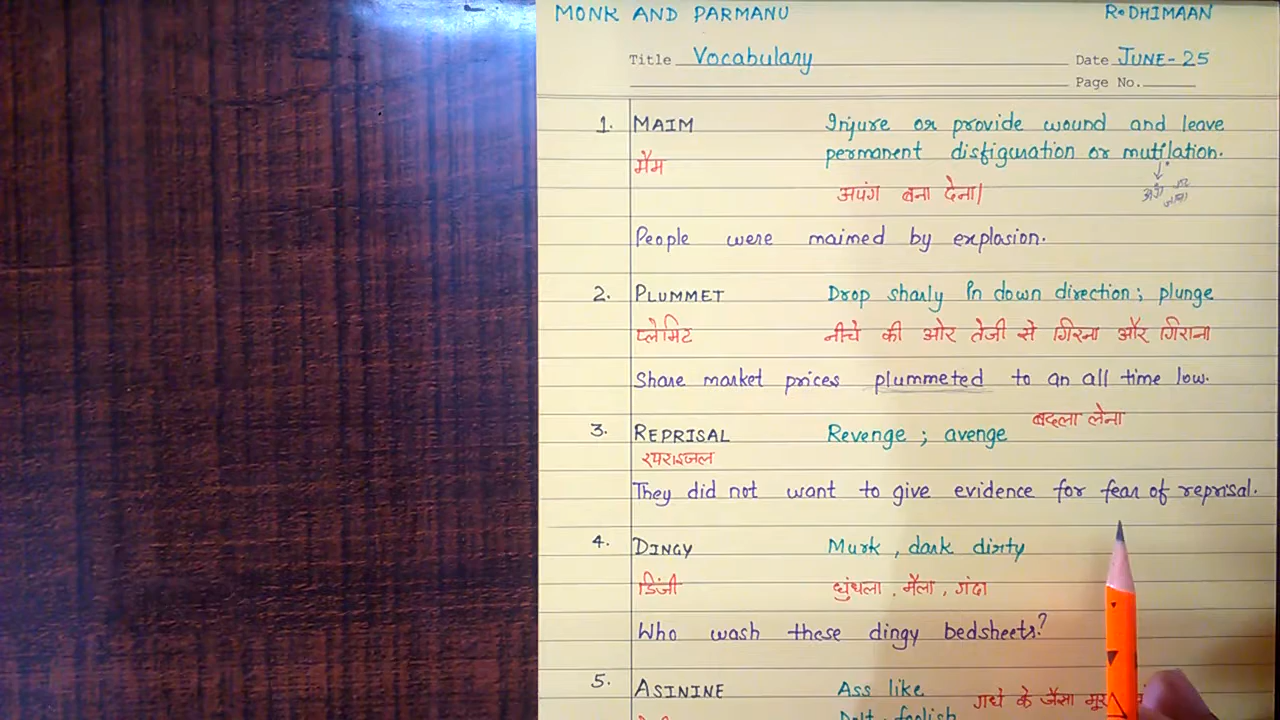 MONK AND PARMANU R.DHIMAAN
Title Vocabulary Date JUNE-25
Page No.
1. MAIM Injure or provide wound and leave
मैम permanent disfiguration or mutilation.
अपंग बना देना।
People were maimed by explosion.
2. PLUMMET Drop sharly in down direction; plunge
प्लेमिट नीचे की ओर तेजी से गिरना और गिराना
Share market prices plummeted to an all time low.
3. REPRISAL Revenge ; avenge बदला लेना
रपराइजल
They did not want to give evidence for fear of reprisal.
4. DINGY Murk , dark dirty
डिंजी धुंधला , मैला , गंदा
Who wash these dingy bedsheets?
5. ASININE Ass like गधे के जैसा
foolish